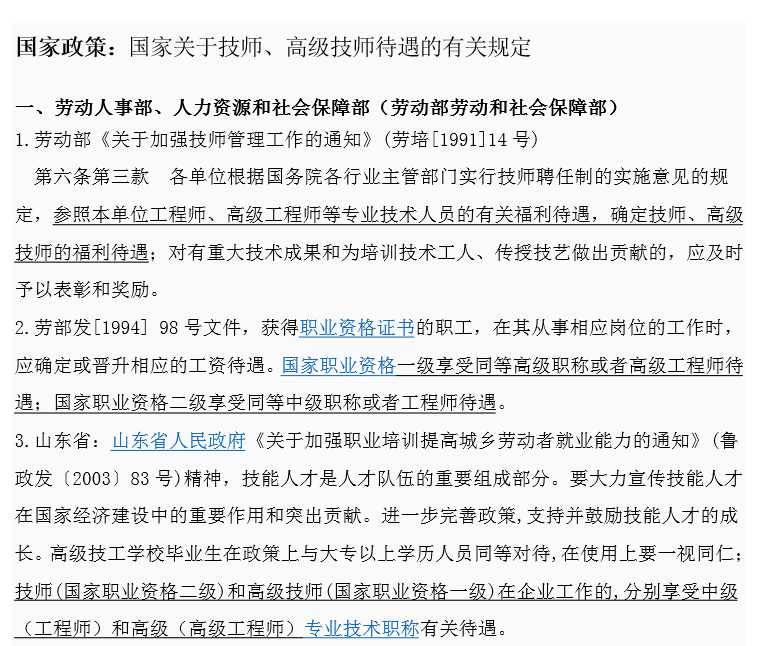 国家政策：国家关于技师、高级技师待遇的有关规定
一、劳动人事部、人力资源和社会保障部（劳动部劳动和社会保障部）
1.劳动部《关于加强技师管理工作的通知》(劳培[1991]14号)
第六条第三款　各单位根据国务院各行业主管部门实行技师聘任制的实施意见的规
定，参照本单位工程师、高级工程师等专业技术人员的有关福利待遇，确定技师、高级
技师的福利待遇；对有重大技术成果和为培训技术工人、传授技艺做出贡献的，应及时
予以表彰和奖励。
2.劳部发[1994] 98号文件，获得职业资格证书的职工，在其从事相应岗位的工作时，
应确定或晋升相应的工资待遇。国家职业资格一级享受同等高级职称或者高级工程师待
遇；国家职业资格二级享受同等中级职称或者工程师待遇。
3.山东省：山东省人民政府《关于加强职业培训提高城乡劳动者就业能力的通知》(鲁
政发〔2003〕83号)精神，技能人才是人才队伍的重要组成部分。要大力宣传技能人才
在国家经济建设中的重要作用和突出贡献。进一步完善政策,支持并鼓励技能人才的成
长。高级技工学校毕业生在政策上与大专以上学历人员同等对待,在使用上要一视同仁；
技师(国家职业资格二级)和高级技师(国家职业资格一级)在企业工作的,分别享受中级
（工程师）和高级（高级工程师）专业技术职称有关待遇。